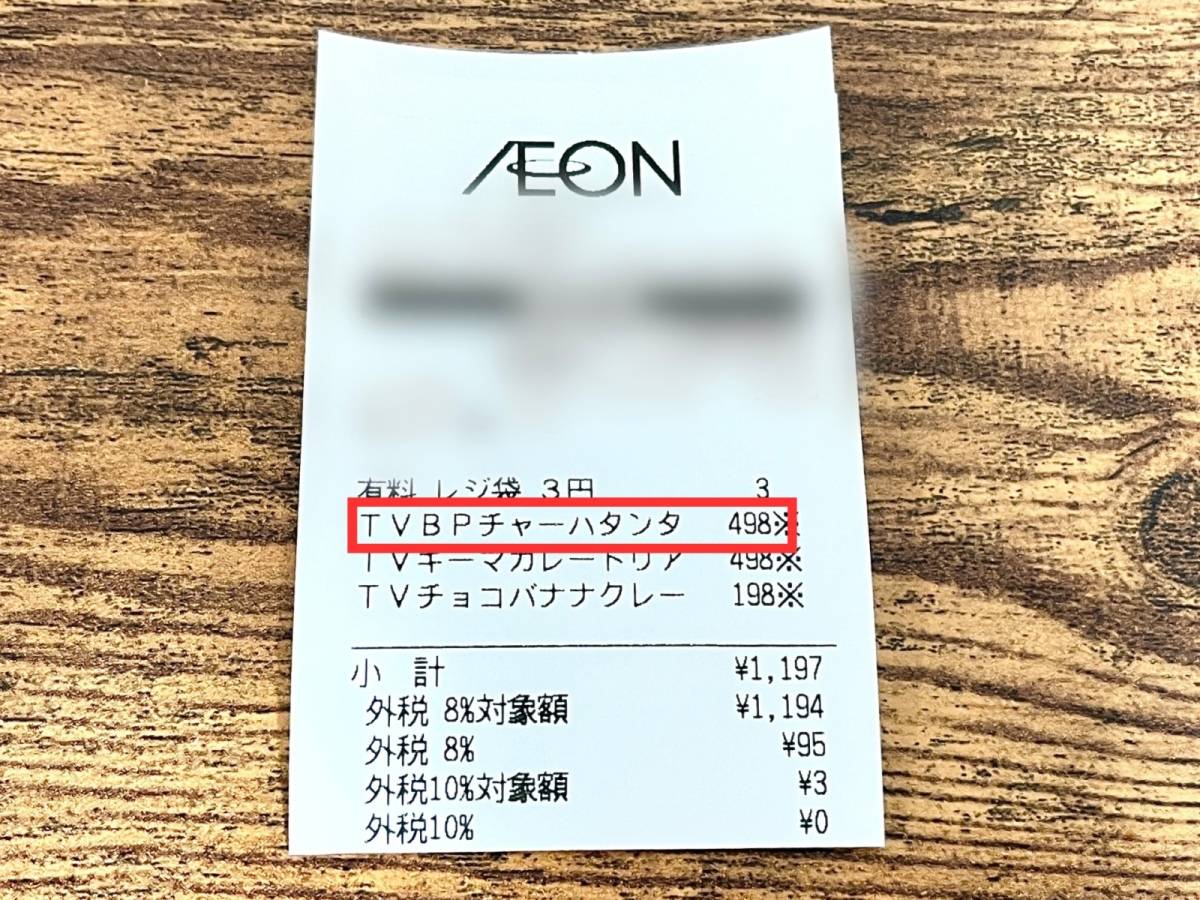 ÆON
有料 レジ袋 3円 3
TVBPチャーハタンタ 498※
TVキーマカレードリア 498※
TVチョコバナナクレー 198※
小 計 ¥1,197
外税 8%対象額 ¥1,194
外税 8% ¥95
外税10%対象額 ¥3
外税10% ¥0